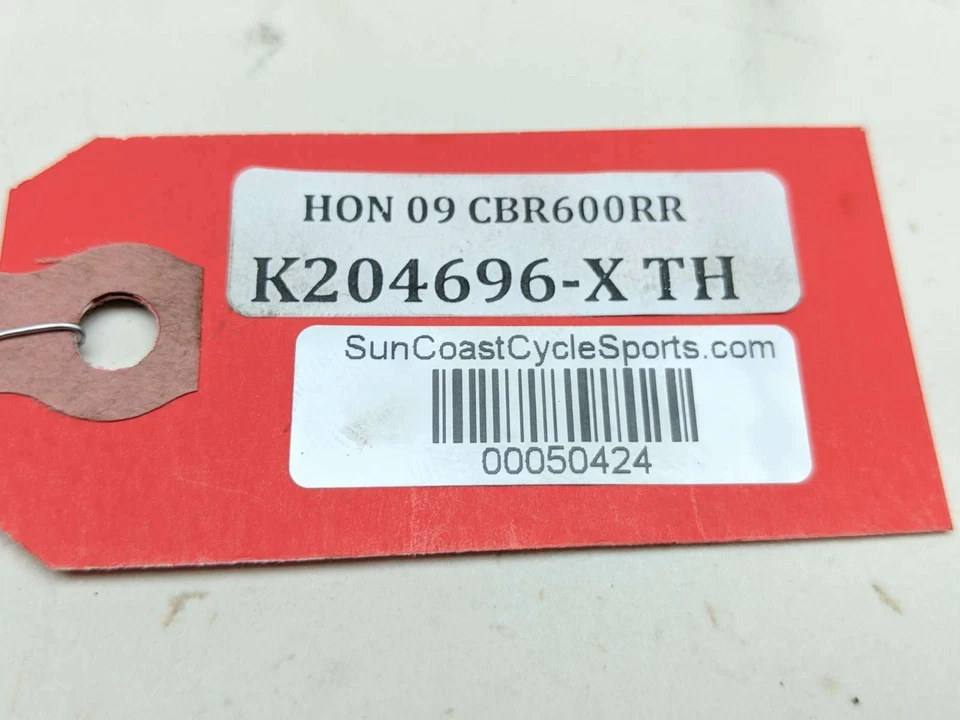 HON 09 CBR600RR
K204696-X TH
SunCoastCycleSports.com
00050424